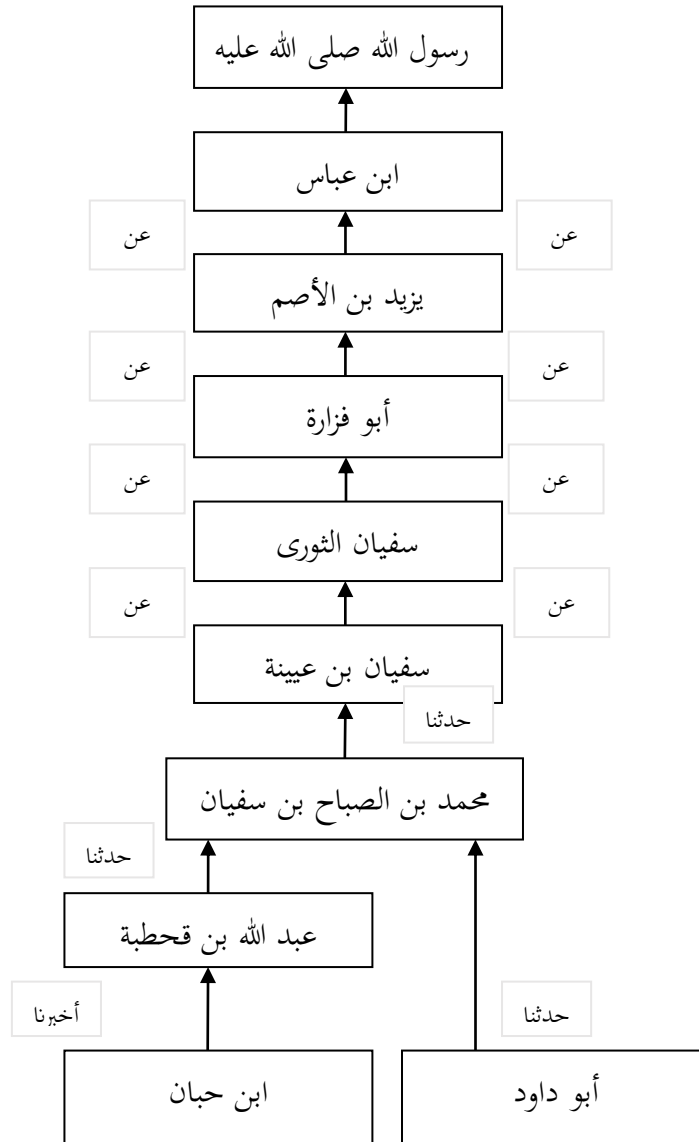 رسول الله صلى الله عليه
ابن عباس
عن
عن
يزيد بن الأصم
عن
عن
أبو فزارة
عن
عن
سفيان الثورى
عن
عن
سفيان بن عيينة
حدثنا
محمد بن الصباح بن سفيان
حدثنا
عبد الله بن قحطبة
حدثنا
أخبرنا
أبو داود
ابن حبان